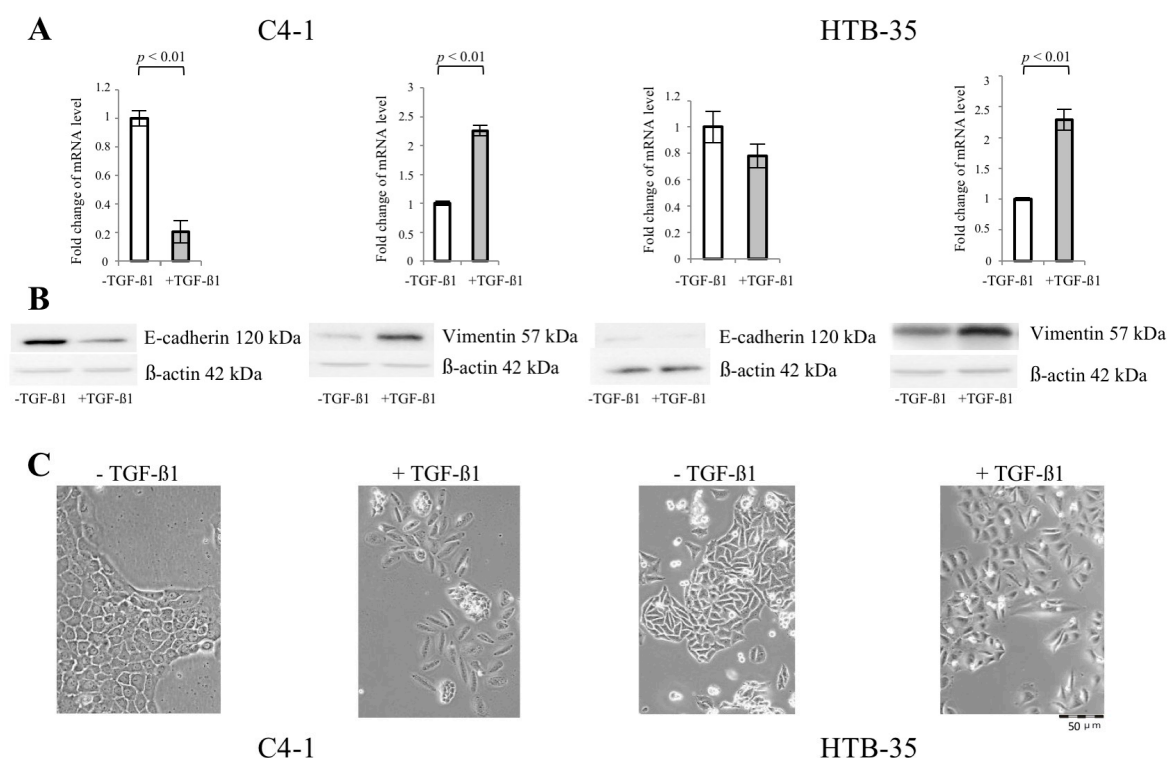 A
C4-1
HTB-35
p < 0.01
Fold change of mRNA level
1.2
1
0.8
0.6
0.4
0.2
0
-TGF-ß1 +TGF-ß1
p < 0.01
Fold change of mRNA level
3
2.5
2
1.5
1
0.5
0
-TGF-ß1 +TGF-ß1
Fold change of mRNA level
1.2
1
0.8
0.6
0.4
0.2
0
-TGF-ß1 +TGF-ß1
p < 0.01
Fold change of mRNA level
3
2.5
2
1.5
1
0.5
0
-TGF-ß1 +TGF-ß1
B
E-cadherin 120 kDa
ß-actin 42 kDa
-TGF-ß1 +TGF-ß1
Vimentin 57 kDa
ß-actin 42 kDa
-TGF-ß1 +TGF-ß1
E-cadherin 120 kDa
ß-actin 42 kDa
-TGF-ß1 +TGF-ß1
Vimentin 57 kDa
ß-actin 42 kDa
-TGF-ß1 +TGF-ß1
C
- TGF-ß1
+ TGF-ß1
- TGF-ß1
+ TGF-ß1
50 µm
C4-1
HTB-35